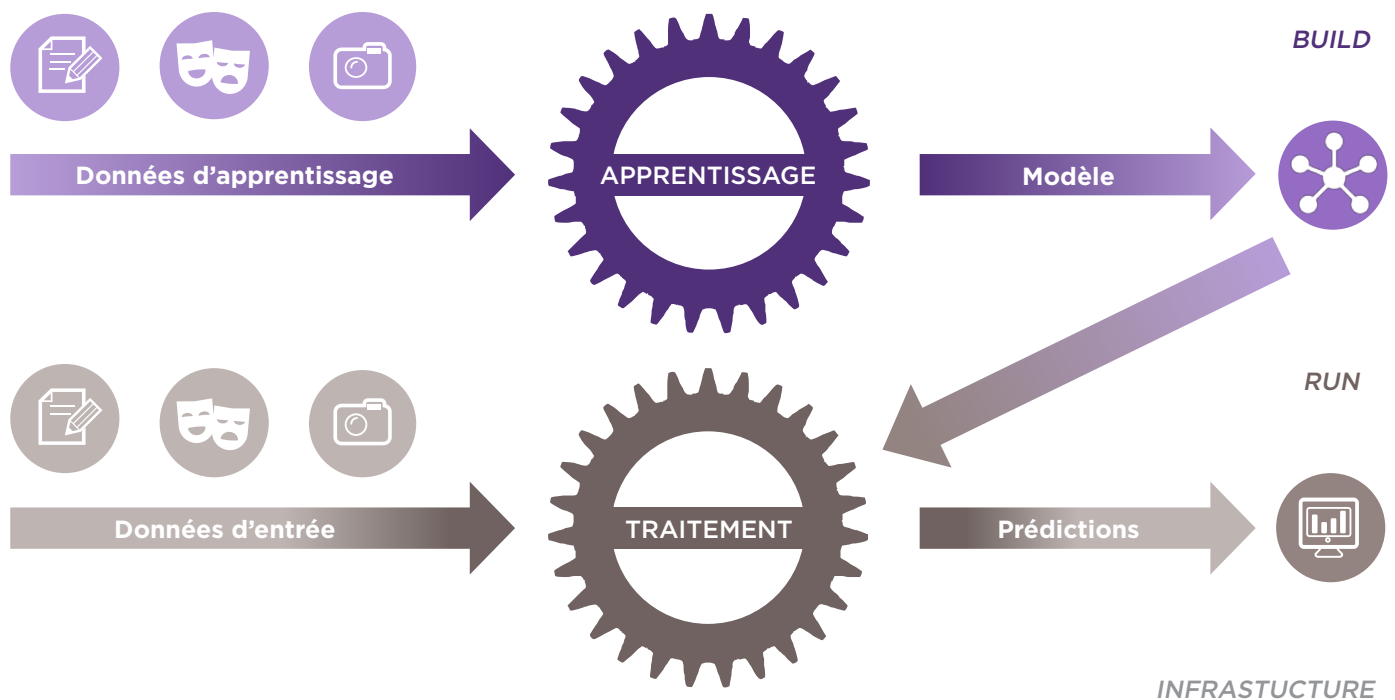 BUILD
Données d’apprentissage
APPRENTISSAGE
Modèle
RUN
Données d’entrée
TRAITEMENT
Prédictions
INFRASTUCTURE